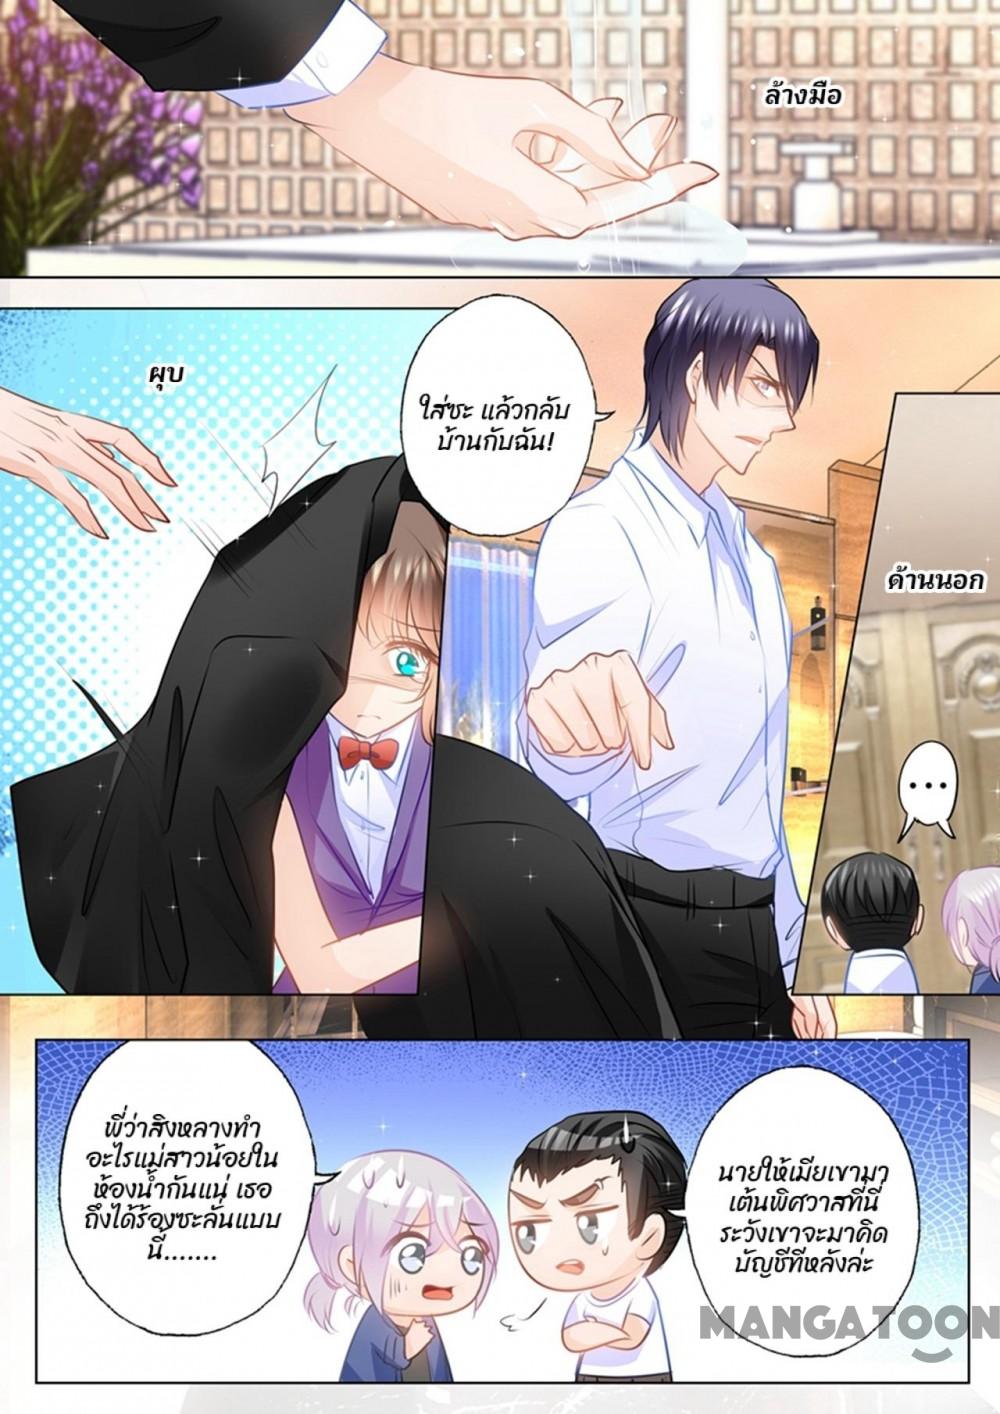 ล้างมือ
ผุบ
ใส่ซะ แล้วกลับ
บ้านกับฉัน!
ด้านนอก
...
พี่ว่าสิงหลางทำ
อะไรแม่สาวน้อยใน
ห้องน้ำกันแน่ เธอ
ถึงได้ร้องซะลั่นแบบ
นี้.......
นายให้เมียเขามา
เต้นพิศวาสที่นี่
ระวังเขาจะมาคิด
บัญชีทีหลังล่ะ
MANGATOON